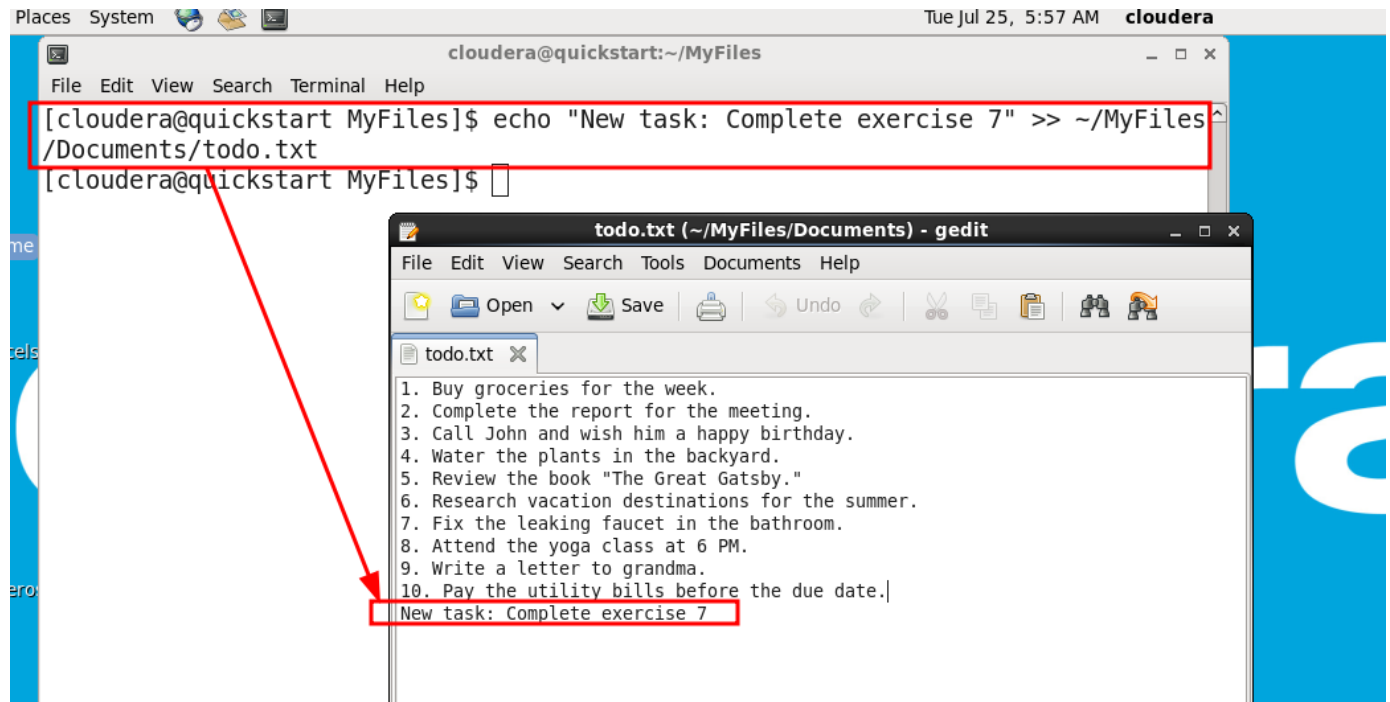 Places System Tue Jul 25, 5:57 AM cloudera
cloudera@quickstart:~/MyFiles
File Edit View Search Terminal Help
[cloudera@quickstart MyFiles]$ echo "New task: Complete exercise 7" >> ~/MyFiles
/Documents/todo.txt
[cloudera@quickstart MyFiles]$
todo.txt (~/MyFiles/Documents) - gedit
me
File Edit View Search Tools Documents Help
Open Save Undo
cels
todo.txt
ra
1. Buy groceries for the week.
2. Complete the report for the meeting.
3. Call John and wish him a happy birthday.
4. Water the plants in the backyard.
5. Review the book "The Great Gatsby."
6. Research vacation destinations for the summer.
7. Fix the leaking faucet in the bathroom.
8. Attend the yoga class at 6 PM.
9. Write a letter to grandma.
10. Pay the utility bills before the due date.
New task: Complete exercise 7